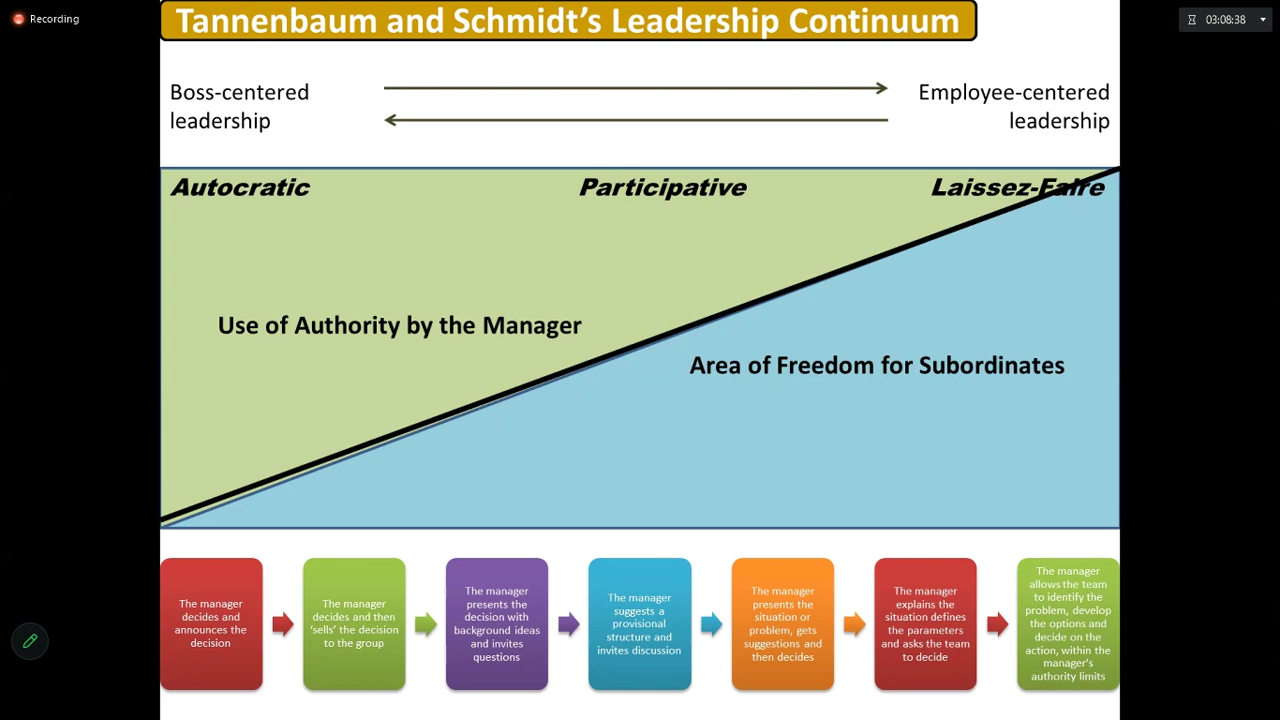 Recording
03:08:38
Tannenbaum and Schmidt's Leadership Continuum
Boss-centered
leadership
Employee-centered
leadership
Autocratic
Participative
Laissez-Faire
Use of Authority by the Manager
Area of Freedom for Subordinates
The manager
decides and
announces the
decision
The manager
decides and then
'sells' the decision
to the group
The manager
presents the
decision with
background ideas
and invites
questions
The manager
suggests a
provisional
structure and
invites discussion
The manager
presents the
situation or
problem, gets
suggestions and
then decides
The manager
explains the
situation defines
the parameters
and asks the team
to decide
The manager
allows the team
to identify the
problem, develop
the options and
decide on the
action, within the
manager's
authority limits